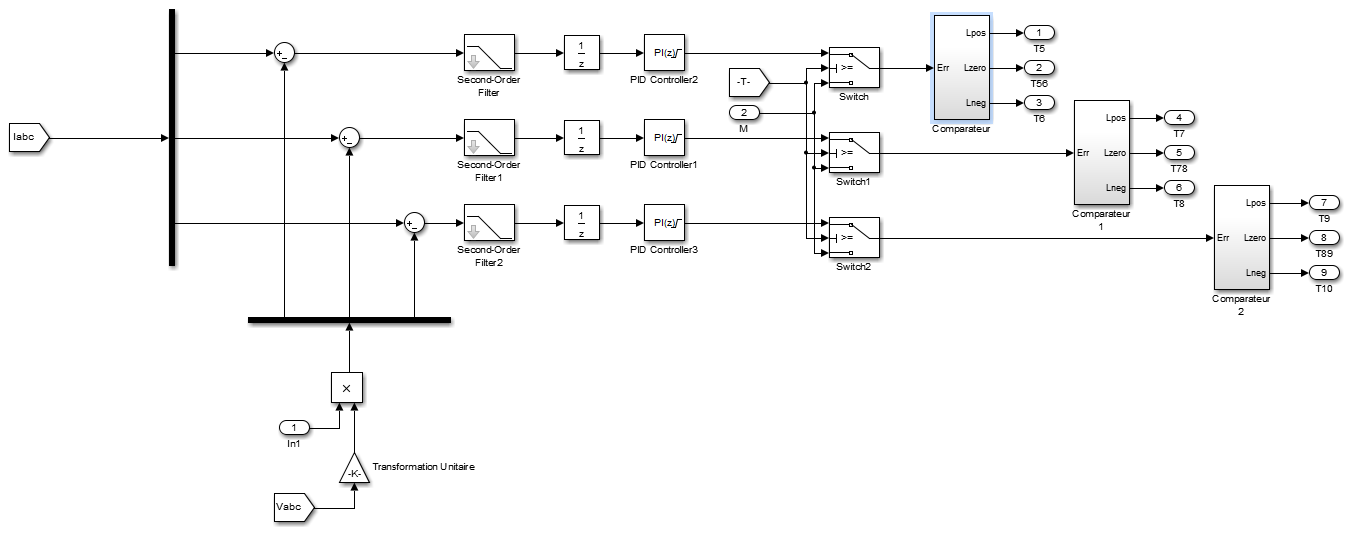 Iabc
+
−
Second-Order
Filter
1
z
PI(z)
PID Controller2
-T-
2
M
>=
Switch
Err
Lpos
Lzero
Lneg
Comparateur
1
T5
2
T56
3
T6
+
−
Second-Order
Filter1
1
z
PI(z)
PID Controller1
>=
Switch1
Err
Lpos
Lzero
Lneg
Comparateur
1
4
T7
5
T78
6
T8
+
−
Second-Order
Filter2
1
z
PI(z)
PID Controller3
>=
Switch2
Err
Lpos
Lzero
Lneg
Comparateur
2
7
T9
8
T89
9
T10
×
1
In1
-K-
Transformation Unitaire
Vabc